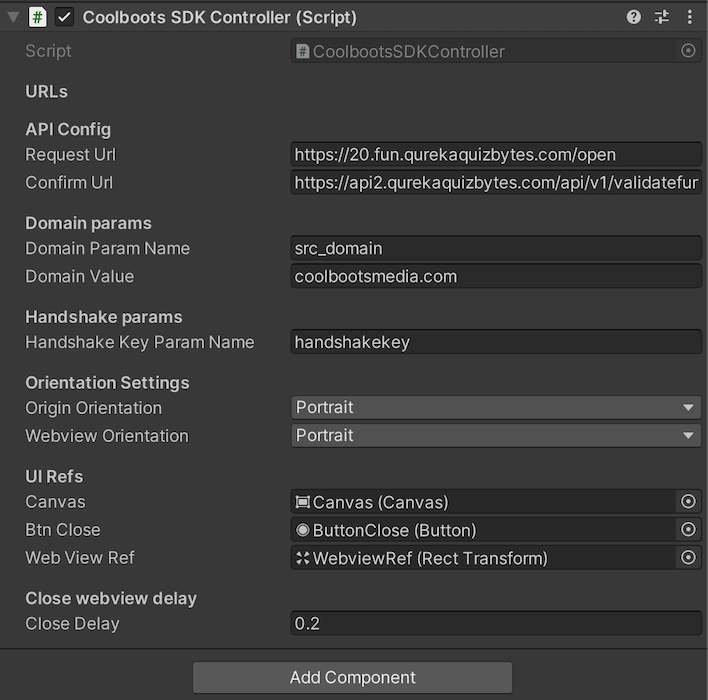 Coolboots SDK Controller (Script)
Script CoolbootsSDKController
URLs
API Config
Request Url https://20.fun.qurekaquizbytes.com/open
Confirm Url https://api2.qurekaquizbytes.com/api/v1/validatefur
Domain params
Domain Param Name src_domain
Domain Value coolbootsmedia.com
Handshake params
Handshake Key Param Name handshakekey
Orientation Settings
Origin Orientation Portrait
Webview Orientation Portrait
UI Refs
Canvas Canvas (Canvas)
Btn Close ButtonClose (Button)
Web View Ref WebviewRef (Rect Transform)
Close webview delay
Close Delay 0.2
Add Component